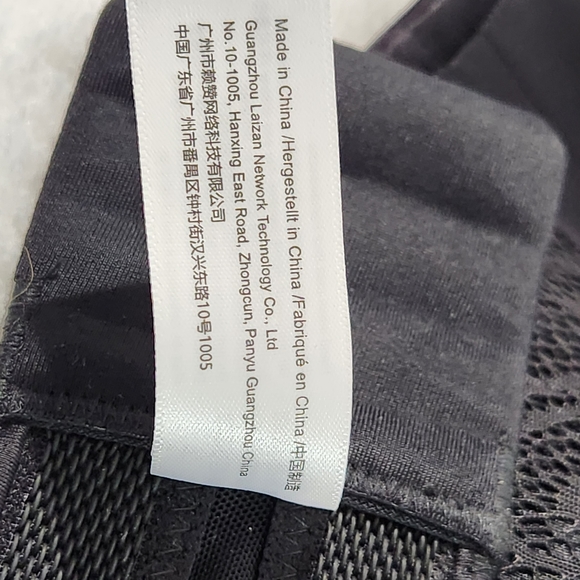 Made in China /Hergestellt in China /Fabriqué en China /中国制造
Guangzhou Laizan Network Technology Co., Ltd
No.10-1005, Hanxing East Road, Zhongcun, Panyu Guangzhou China
广州市赖赞网络科技有限公司
中国广东省广州市番禺区钟村街汉兴东路10号1005